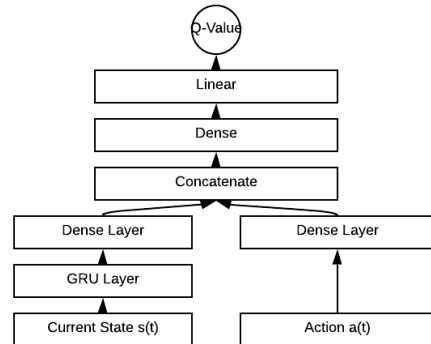 Q-Value
Linear
Dense
Concatenate
Dense Layer
Dense Layer
GRU Layer
Current State s(t)
Action a(t)